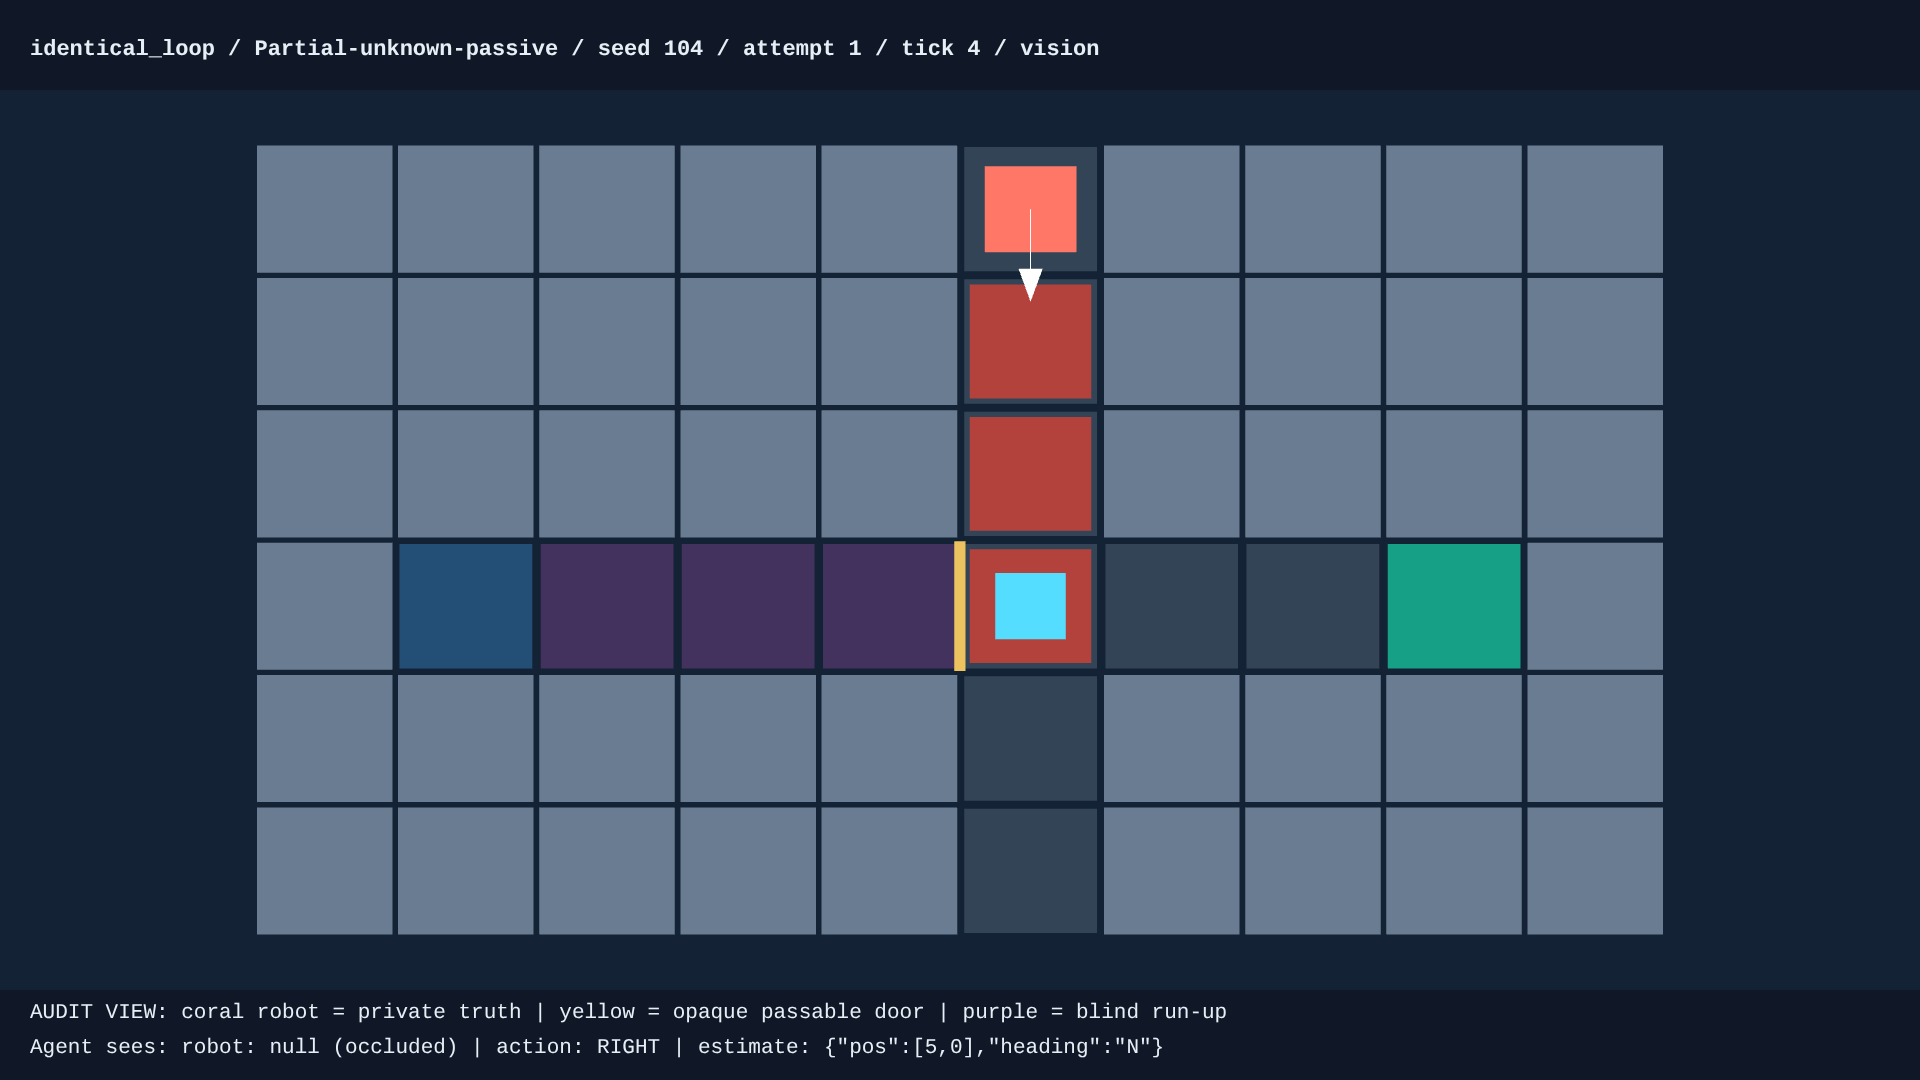 identical_loop / Partial-unknown-passive / seed 104 / attempt 1 / tick 4 / vision
AUDIT VIEW: coral robot = private truth | yellow = opaque passable door | purple = blind run-up
Agent sees: robot: null (occluded) | action: RIGHT | estimate: {"pos":[5,0],"heading":"N"}